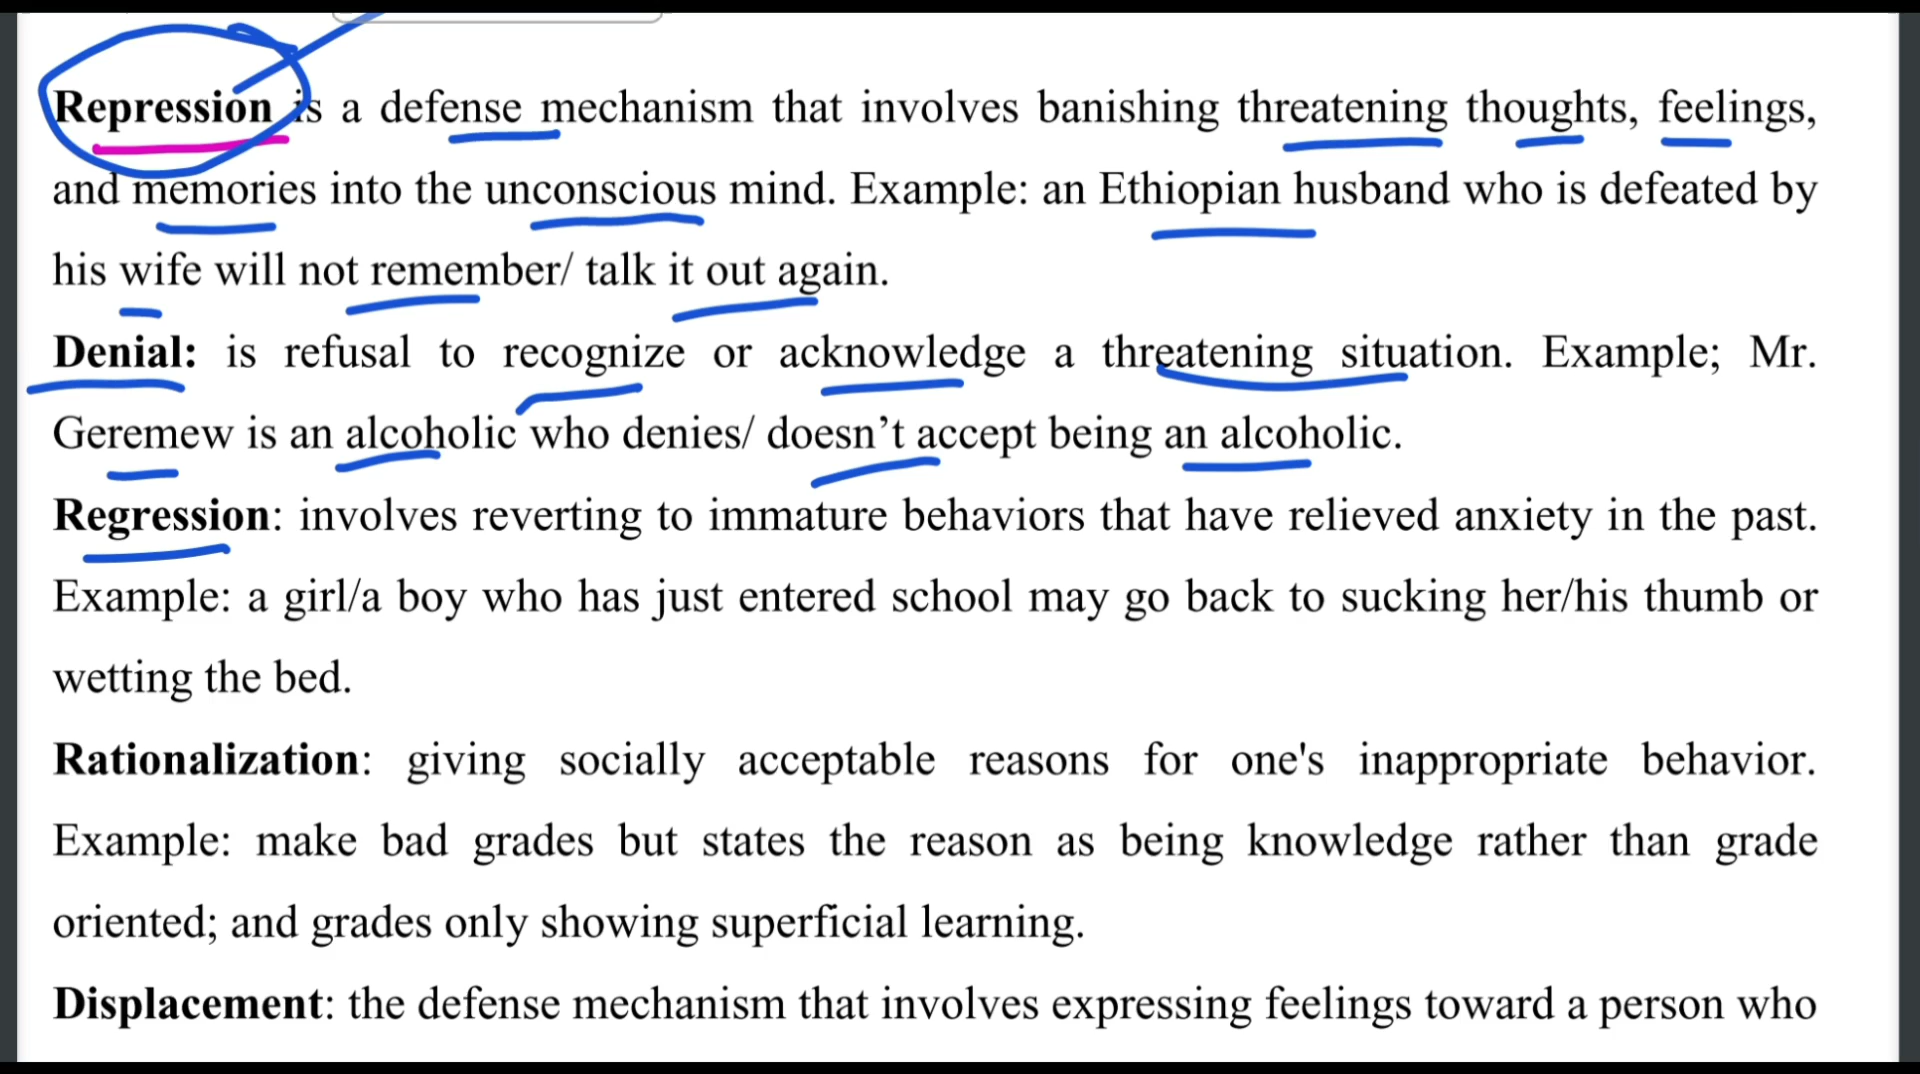 Repression is a defense mechanism that involves banishing threatening thoughts, feelings,
and memories into the unconscious mind. Example: an Ethiopian husband who is defeated by
his wife will not remember/ talk it out again.
Denial: is refusal to recognize or acknowledge a threatening situation. Example; Mr.
Geremew is an alcoholic who denies/ doesn’t accept being an alcoholic.
Regression: involves reverting to immature behaviors that have relieved anxiety in the past.
Example: a girl/a boy who has just entered school may go back to sucking her/his thumb or
wetting the bed.
Rationalization: giving socially acceptable reasons for one's inappropriate behavior.
Example: make bad grades but states the reason as being knowledge rather than grade
oriented; and grades only showing superficial learning.
Displacement: the defense mechanism that involves expressing feelings toward a person who